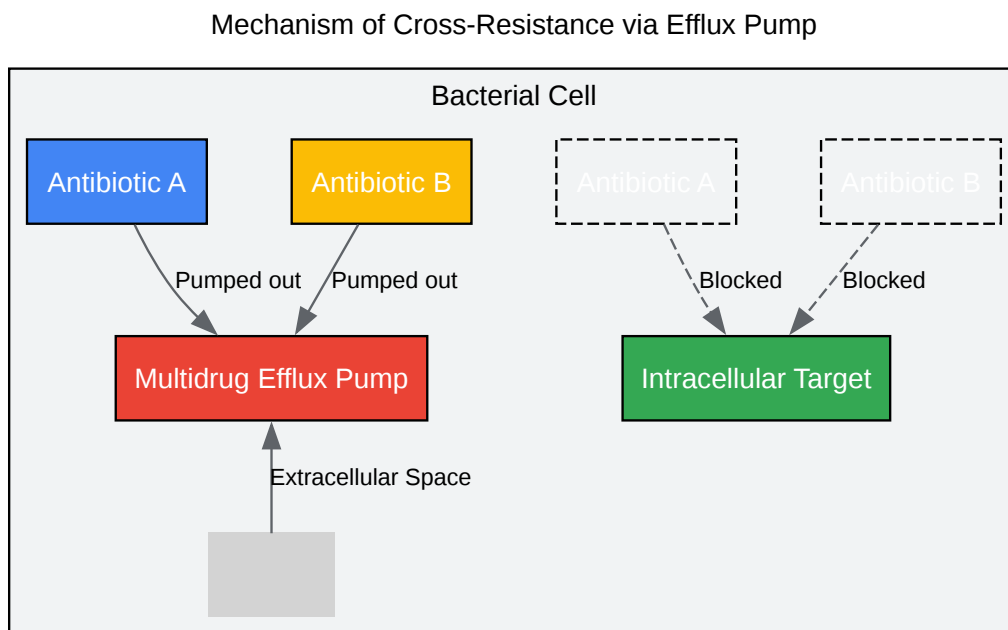 Mechanism of Cross-Resistance via Efflux Pump
Bacterial Cell
Antibiotic A
Antibiotic B
Antibiotic A
Antibiotic B
Pumped out
Pumped out
Blocked
Blocked
Multidrug Efflux Pump
Intracellular Target
Extracellular Space